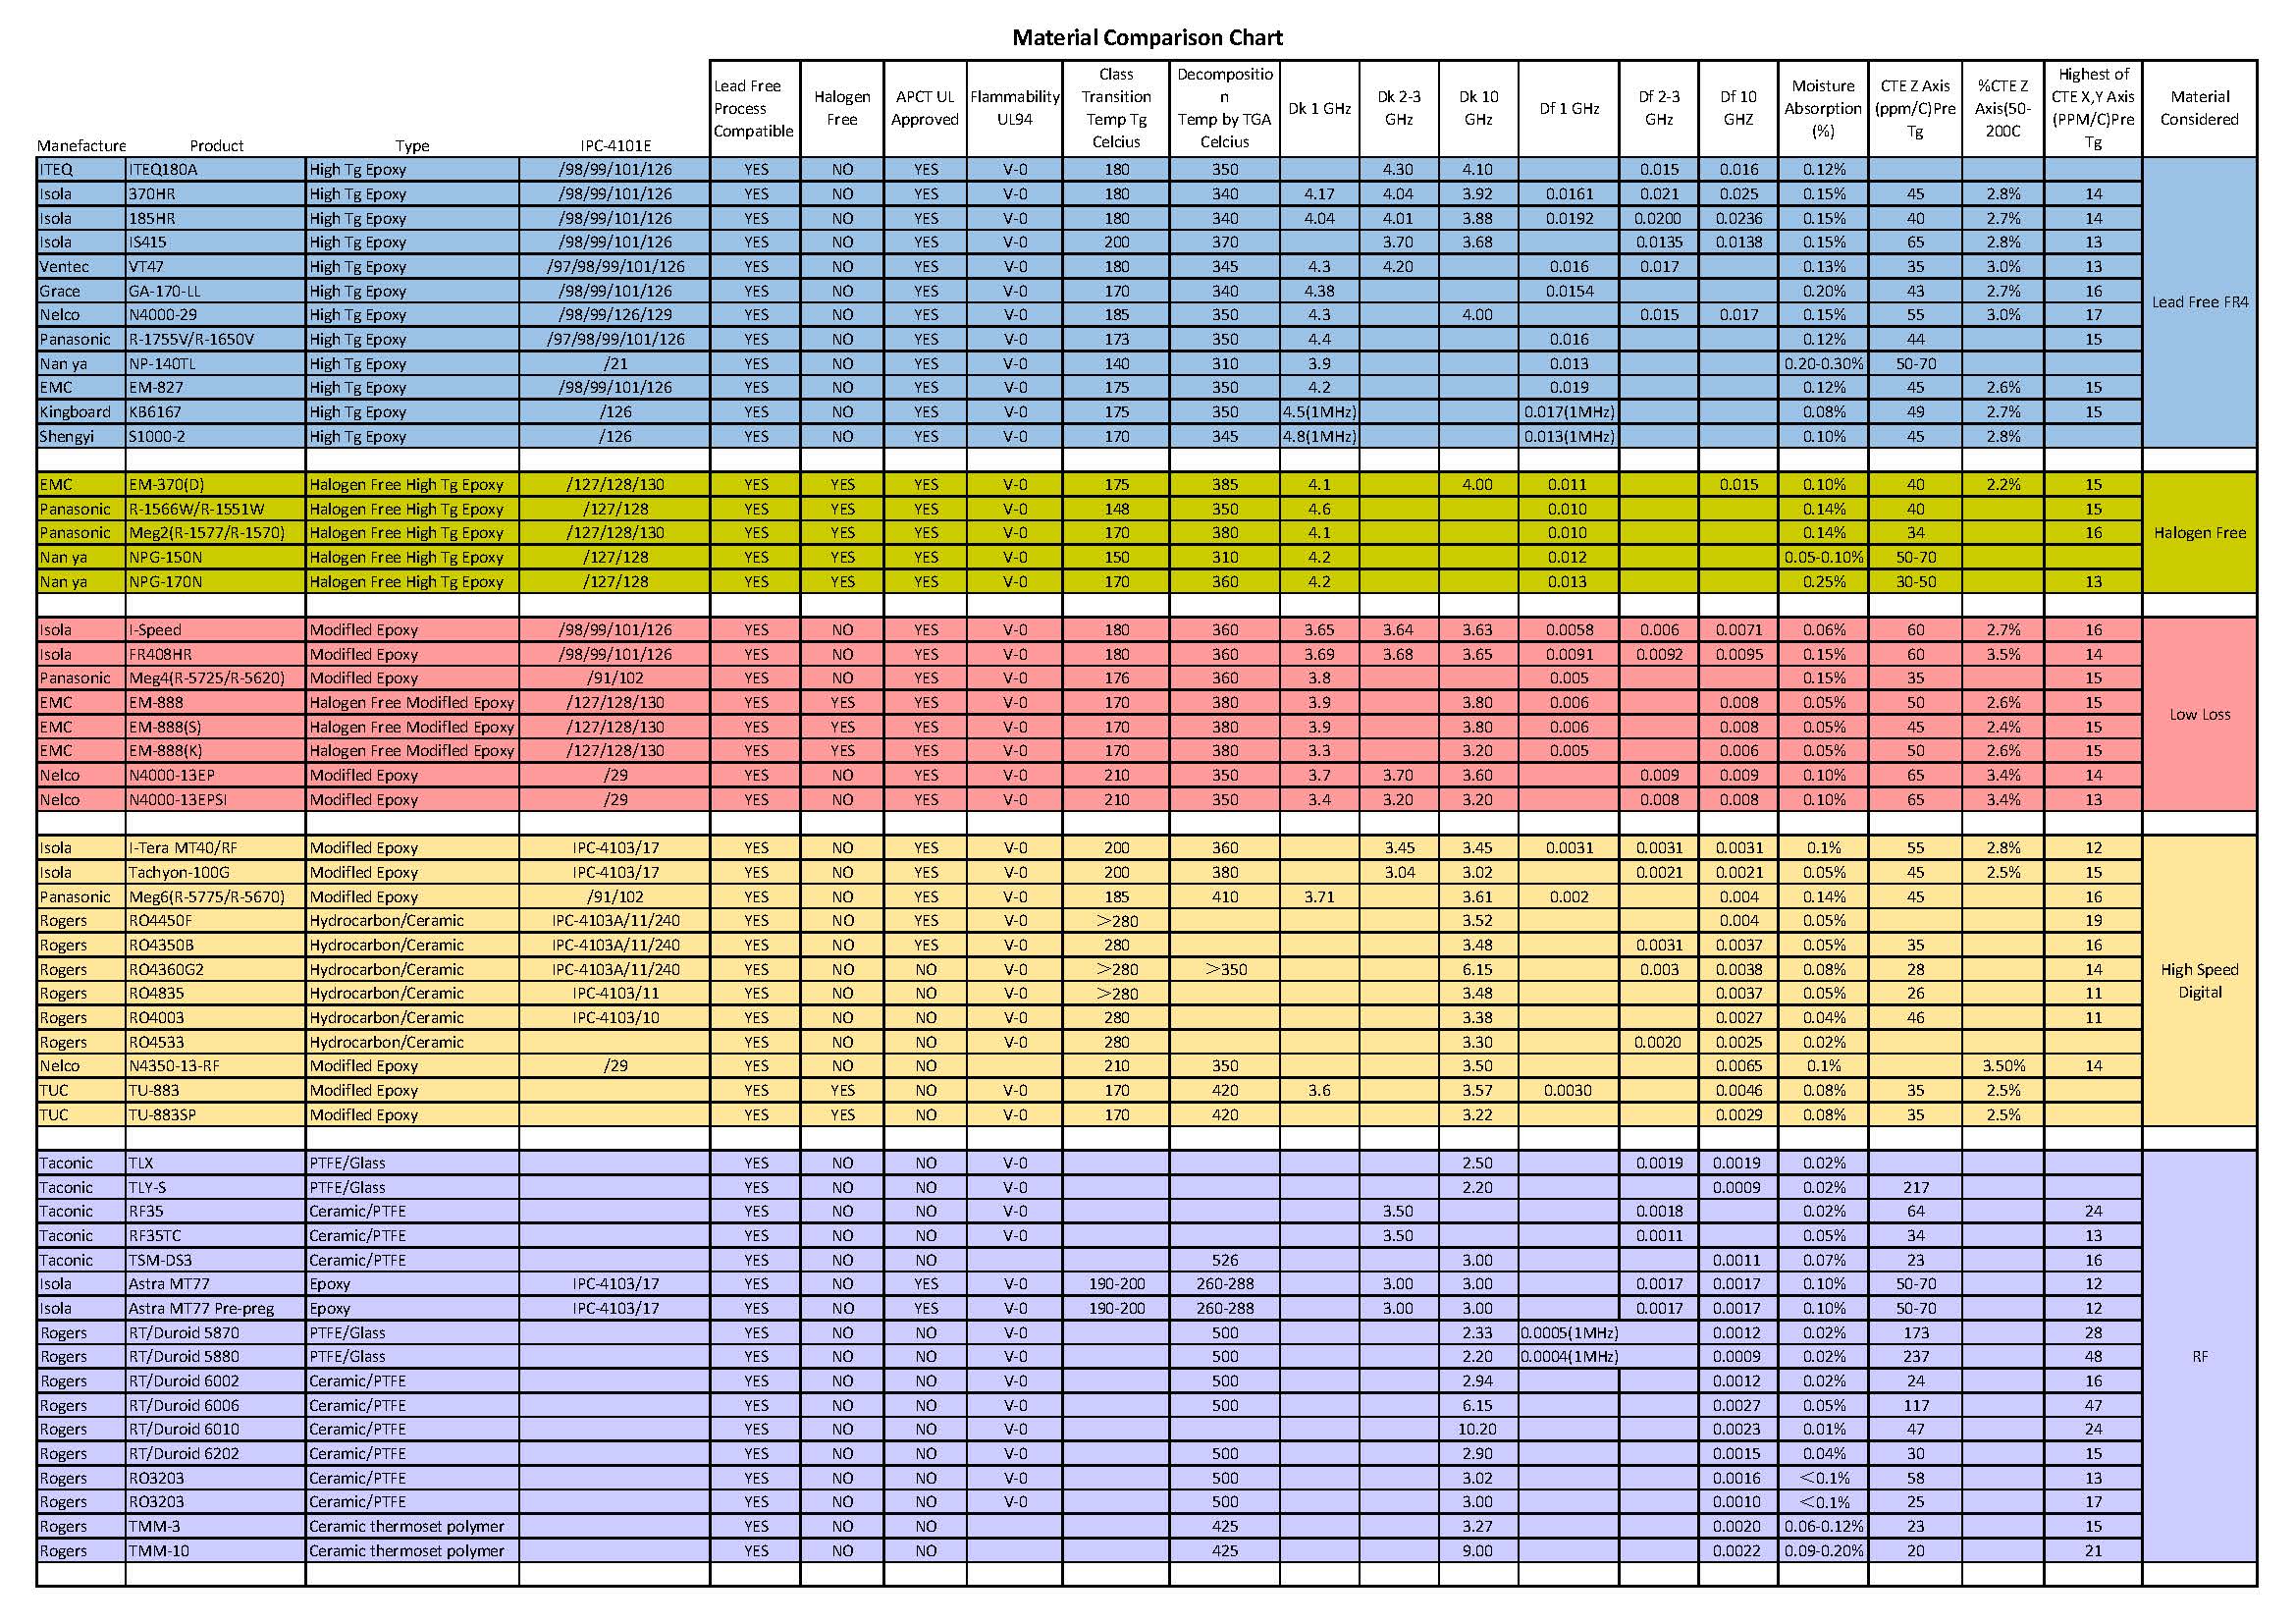 Material Comparison Chart
Manufacture Product Type IPC-4101E Lead Free Process Compatible Halogen Free APCT UL Approved Flammability UL94 Class Transition Temp Tg Celcius Decompositio n Temp by TGA Celcius Dk 1 GHz Dk 2-3 GHz Dk 10 GHz Df 1 GHz Df 2-3 GHz Df 10 GHZ Moisture Absorption (%) CTE Z Axis (ppm/C)Pre Tg %CTE Z Axis(50-200C Highest of CTE X,Y Axis (PPM/C)Pre Tg Material Considered
ITEQ ITEQ180A High Tg Epoxy /98/99/101/126 YES NO YES V-0 180 350 4.30 4.10 0.015 0.016 0.12%
Isola 370HR High Tg Epoxy /98/99/101/126 YES NO YES V-0 180 340 4.17 4.04 3.92 0.0161 0.021 0.025 0.15% 45 2.8% 14
Isola 185HR High Tg Epoxy /98/99/101/126 YES NO YES V-0 180 340 4.04 4.01 3.88 0.0192 0.0200 0.0236 0.15% 40 2.7% 14
Isola IS415 High Tg Epoxy /98/99/101/126 YES NO YES V-0 200 370 3.70 3.68 0.0135 0.0138 0.15% 65 2.8% 13
Ventec VT47 High Tg Epoxy /97/98/99/101/126 YES NO YES V-0 180 345 4.3 4.20 0.016 0.017 0.13% 35 3.0% 13
Grace GA-170-LL High Tg Epoxy /98/99/101/126 YES NO YES V-0 170 340 4.38 0.0154 0.20% 43 2.7% 16
Lead Free FR4
Nelco N4000-29 High Tg Epoxy /98/99/126/129 YES NO YES V-0 185 350 4.3 4.00 0.015 0.017 0.15% 55 3.0% 17
Panasonic R-1755V/R-1650V High Tg Epoxy /97/98/99/101/126 YES NO YES V-0 173 350 4.4 0.016 0.12% 44 15
Nan ya NP-140TL High Tg Epoxy /21 YES NO YES V-0 140 310 3.9 0.013 0.20-0.30% 50-70
EMC EM-827 High Tg Epoxy /98/99/101/126 YES NO YES V-0 175 350 4.2 0.019 0.12% 45 2.6% 15
Kingboard KB6167 High Tg Epoxy /126 YES NO YES V-0 175 350 4.5(1MHz) 0.017(1MHz) 0.08% 49 2.7% 15
Shengyi S1000-2 High Tg Epoxy /126 YES NO YES V-0 170 345 4.8(1MHz) 0.013(1MHz) 0.10% 45 2.8%
EMC EM-370(D) Halogen Free High Tg Epoxy /127/128/130 YES YES YES V-0 175 385 4.1 4.00 0.011 0.015 0.10% 40 2.2% 15
Panasonic R-1566W/R-1551W Halogen Free High Tg Epoxy /127/128 YES YES YES V-0 148 350 4.6 0.010 0.14% 40 15
Panasonic Meg2(R-1577/R-1570) Halogen Free High Tg Epoxy /127/128/130 YES YES YES V-0 170 380 4.1 0.010 0.14% 34 16 Halogen Free
Nan ya NPG-150N Halogen Free High Tg Epoxy /127/128 YES YES YES V-0 150 310 4.2 0.012 0.05-0.10% 50-70
Nan ya NPG-170N Halogen Free High Tg Epoxy /127/128 YES YES YES V-0 170 360 4.2 0.013 0.25% 30-50 13
Isola I-Speed Modifled Epoxy /98/99/101/126 YES NO YES V-0 180 360 3.65 3.64 3.63 0.0058 0.006 0.0071 0.06% 60 2.7% 16
Isola FR408HR Modifled Epoxy /98/99/101/126 YES NO YES V-0 180 360 3.69 3.68 3.65 0.0091 0.0092 0.0095 0.15% 60 3.5% 14
Panasonic Meg4(R-5725/R-5620) Modifled Epoxy /91/102 YES NO YES V-0 176 360 3.8 0.005 0.15% 35 15
EMC EM-888 Halogen Free Modifled Epoxy /127/128/130 YES YES YES V-0 170 380 3.9 3.80 0.006 0.008 0.05% 50 2.6% 15
Low Loss
EMC EM-888(S) Halogen Free Modifled Epoxy /127/128/130 YES YES YES V-0 170 380 3.9 3.80 0.006 0.008 0.05% 45 2.4% 15
EMC EM-888(K) Halogen Free Modifled Epoxy /127/128/130 YES YES YES V-0 170 380 3.3 3.20 0.005 0.006 0.05% 50 2.6% 15
Nelco N4000-13EP Modifled Epoxy /29 YES NO YES V-0 210 350 3.7 3.70 3.60 0.009 0.009 0.10% 65 3.4% 14
Nelco N4000-13EPSI Modifled Epoxy /29 YES NO YES V-0 210 350 3.4 3.20 3.20 0.008 0.008 0.10% 65 3.4% 13
Isola I-Tera MT40/RF Modifled Epoxy IPC-4103/17 YES NO YES V-0 200 360 3.45 3.45 0.0031 0.0031 0.0031 0.1% 55 2.8% 12
Isola Tachyon-100G Modifled Epoxy IPC-4103/17 YES NO YES V-0 200 380 3.04 3.02 0.0021 0.0021 0.05% 45 2.5% 15
Panasonic Meg6(R-5775/R-5670) Modifled Epoxy /91/102 YES NO YES V-0 185 410 3.71 3.61 0.002 0.004 0.14% 45 16
Rogers RO4450F Hydrocarbon/Ceramic IPC-4103A/11/240 YES NO YES V-0 >280 3.52 0.004 0.05% 19
Rogers RO4350B Hydrocarbon/Ceramic IPC-4103A/11/240 YES NO YES V-0 280 3.48 0.0031 0.0037 0.05% 35 16
Rogers RO4360G2 Hydrocarbon/Ceramic IPC-4103A/11/240 YES NO NO V-0 >280 >350 6.15 0.003 0.0038 0.08% 28 14 High Speed
Rogers RO4835 Hydrocarbon/Ceramic IPC-4103/11 YES NO NO V-0 >280 3.48 0.0037 0.05% 26 11 Digital
Rogers RO4003 Hydrocarbon/Ceramic IPC-4103/10 YES NO NO V-0 280 3.38 0.0027 0.04% 46 11
Rogers RO4533 Hydrocarbon/Ceramic YES NO NO V-0 280 3.30 0.0020 0.0025 0.02%
Nelco N4350-13-RF Modifled Epoxy /29 YES NO NO 210 350 3.50 0.0065 0.1% 3.50% 14
TUC TU-883 Modifled Epoxy YES YES NO V-0 170 420 3.6 3.57 0.0030 0.0046 0.08% 35 2.5%
TUC TU-883SP Modifled Epoxy YES YES NO V-0 170 420 3.22 0.0029 0.08% 35 2.5%
Taconic TLX PTFE/Glass YES NO NO V-0 2.50 0.0019 0.0019 0.02%
Taconic TLY-S PTFE/Glass YES NO NO V-0 2.20 0.0009 0.02% 217
Taconic RF35 Ceramic/PTFE YES NO NO V-0 3.50 0.0018 0.02% 64 24
Taconic RF35TC Ceramic/PTFE YES NO NO V-0 3.50 0.0011 0.05% 34 13
Taconic TSM-DS3 Ceramic/PTFE YES NO NO 526 3.00 0.0011 0.07% 23 16
Isola Astra MT77 Epoxy IPC-4103/17 YES NO YES V-0 190-200 260-288 3.00 3.00 0.0017 0.0017 0.10% 50-70 12
Isola Astra MT77 Pre-preg Epoxy IPC-4103/17 YES NO YES V-0 190-200 260-288 3.00 3.00 0.0017 0.0017 0.10% 50-70 12
Rogers RT/Duroid 5870 PTFE/Glass YES NO NO V-0 500 2.33 0.0005(1MHz) 0.0012 0.02% 173 28
Rogers RT/Duroid 5880 PTFE/Glass YES NO NO V-0 500 2.20 0.0004(1MHz) 0.0009 0.02% 237 48 RF
Rogers RT/Duroid 6002 Ceramic/PTFE YES NO NO V-0 500 2.94 0.0012 0.02% 24 16
Rogers RT/Duroid 6006 Ceramic/PTFE YES NO NO V-0 500 6.15 0.0027 0.05% 117 47
Rogers RT/Duroid 6010 Ceramic/PTFE YES NO NO V-0 10.20 0.0023 0.01% 47 24
Rogers RT/Duroid 6202 Ceramic/PTFE YES NO NO V-0 500 2.90 0.0015 0.04% 30 15
Rogers RO3203 Ceramic/PTFE YES NO NO V-0 500 3.02 0.0016 <0.1% 58 13
Rogers RO3203 Ceramic/PTFE YES NO NO V-0 500 3.00 0.0010 <0.1% 25 17
Rogers TMM-3 Ceramic thermoset polymer YES NO NO 425 3.27 0.0020 0.06-0.12% 23 15
Rogers TMM-10 Ceramic thermoset polymer YES NO NO 425 9.00 0.0022 0.09-0.20% 20 21